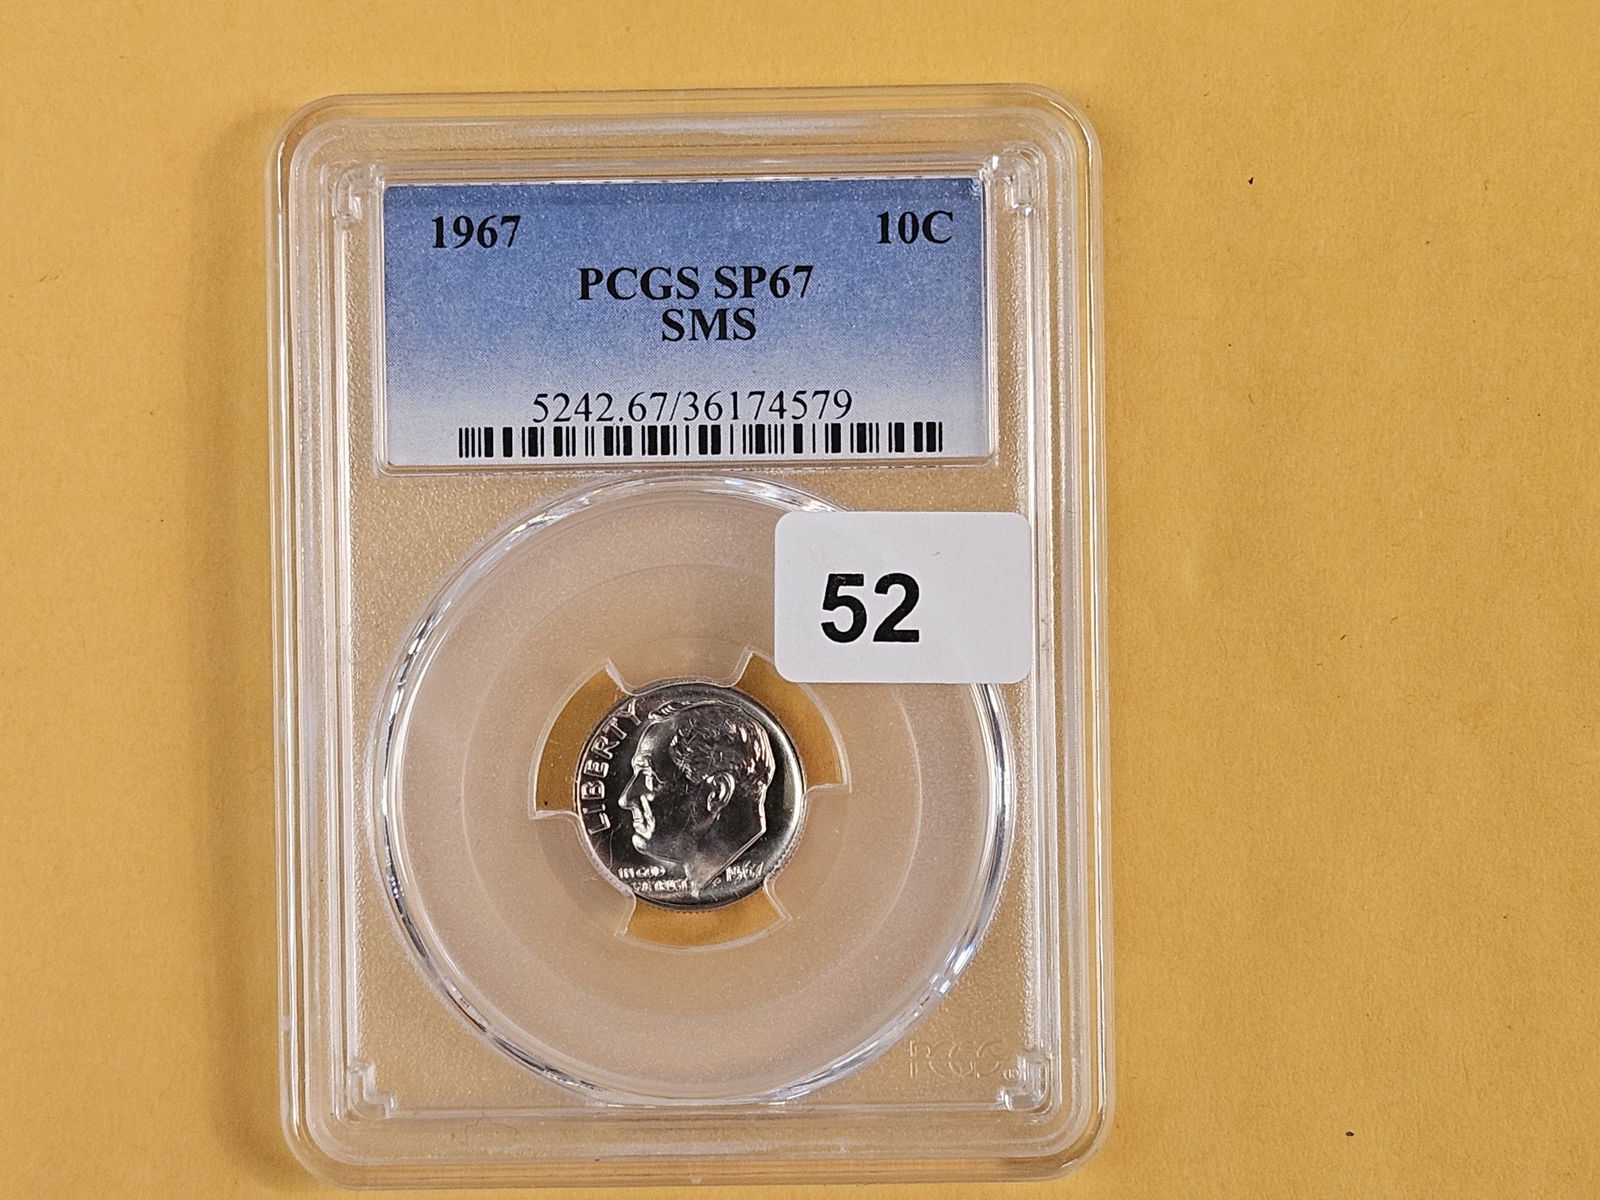 1967 10C
PCGS SP67
SMS
5242.67/36174579
52
LIBERTY
IN GOD
WE TRUST
1967
PCGS